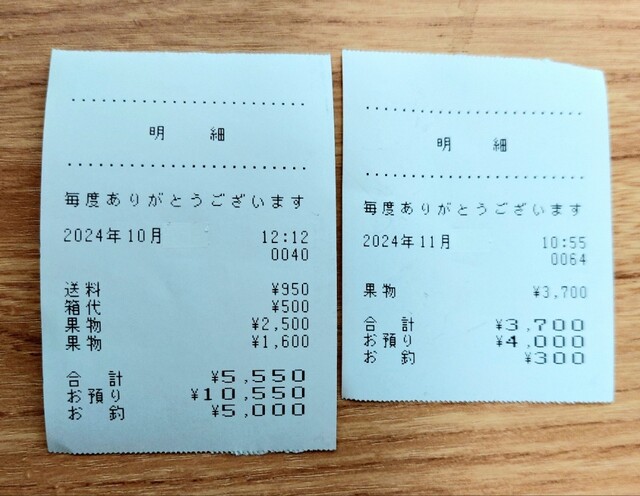 明 細
毎度ありがとうございます
2024年10月 12:12
0040
送料 ¥950
箱代 ¥500
果物 ¥2,500
果物 ¥1,600
合 計 ¥5,550
お預り ¥10,550
お 釣 ¥5,000
明 細
毎度ありがとうございます
2024年11月 10:55
0064
果物 ¥3,700
合 計 ¥3,700
お預り ¥4,000
お 釣 ¥300